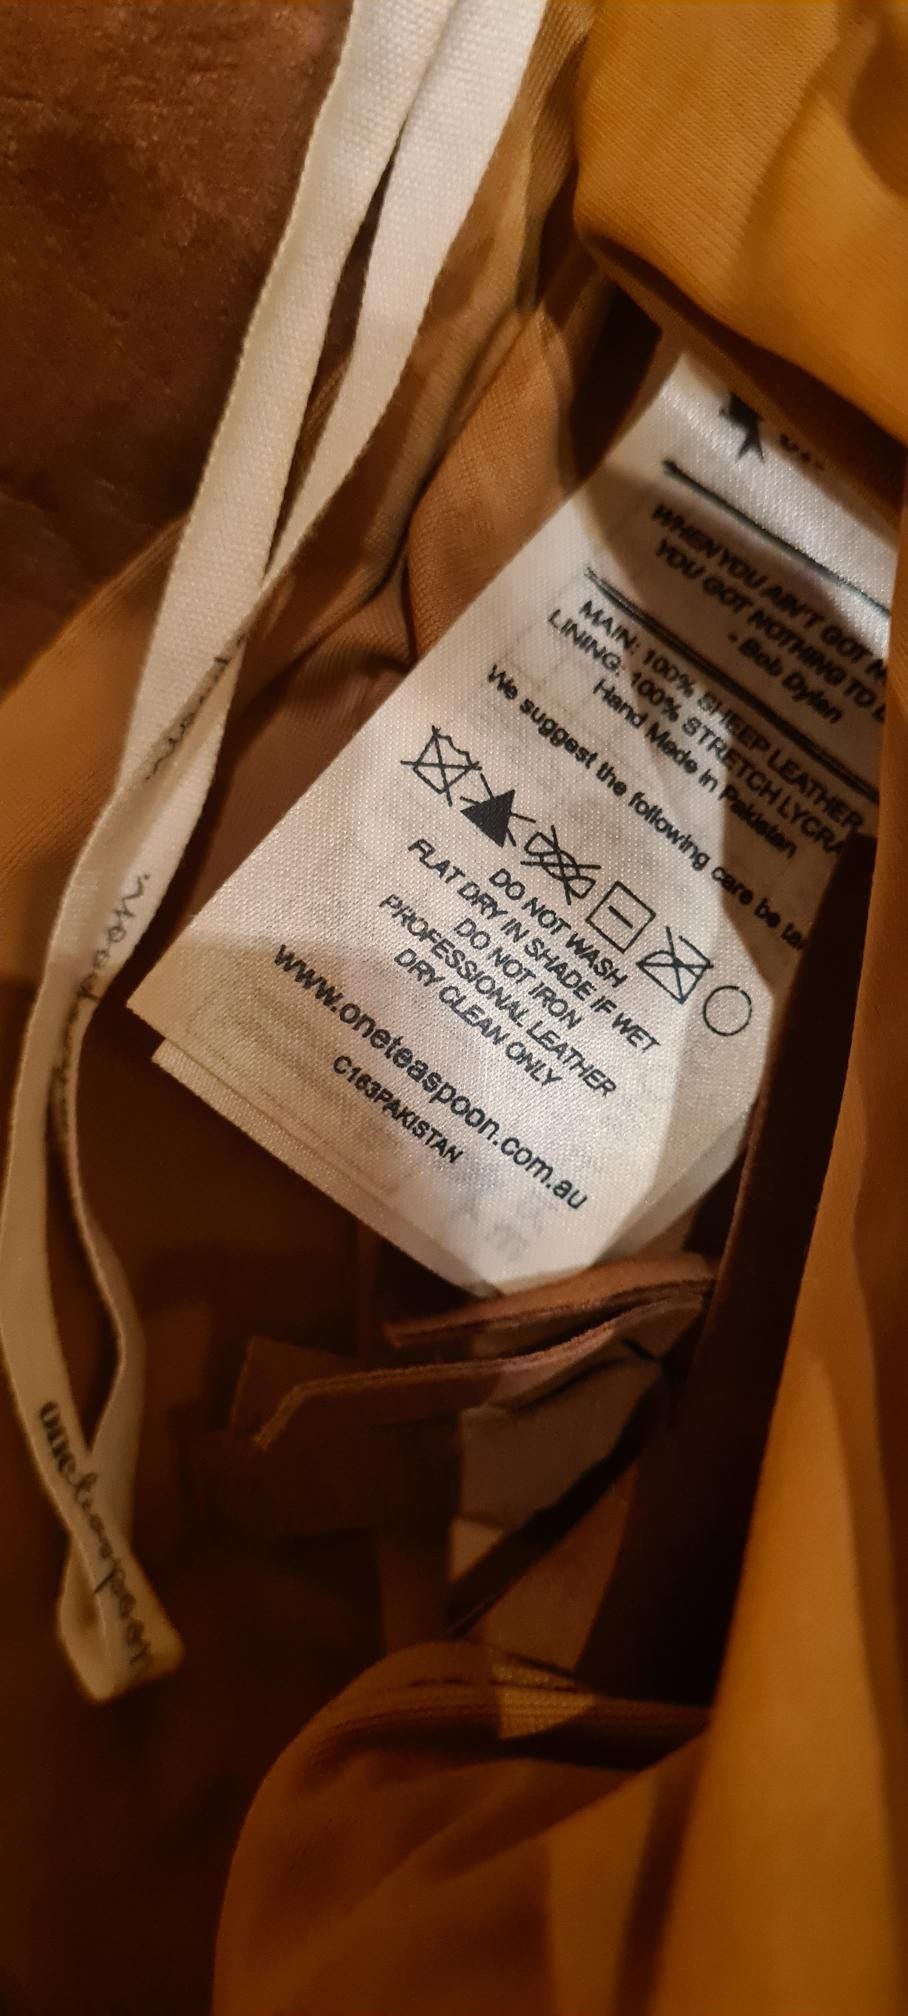 WHEN YOU AIN'T GOT
YOU GOT NOTHING TO
- Bob Dylan
MAIN: 100% SHEEP LEATHER
LINING: 100% STRETCH LYCRA
Hand Made in Pakistan
We suggest the following care be
DO NOT WASH
FLAT DRY IN SHADE IF WET
DO NOT IRON
PROFESSIONAL LEATHER
DRY CLEAN ONLY
www.oneteaspoon.com.au
C163PAKISTAN
oneteaspoon